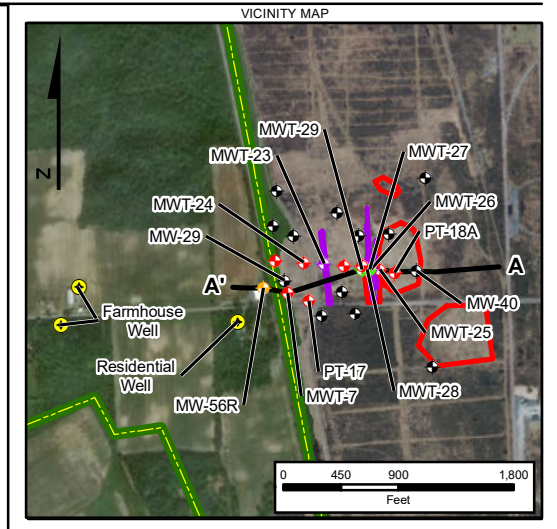 VICINITY MAP
MWT-29
MWT-27
MWT-23
MWT-26
MWT-24
PT-18A
MW-29
A'
A
N
Farmhouse
Well
MW-40
MWT-25
Residential
Well
PT-17
MWT-28
MWT-7
MW-56R
0 450 900 1,800
Feet